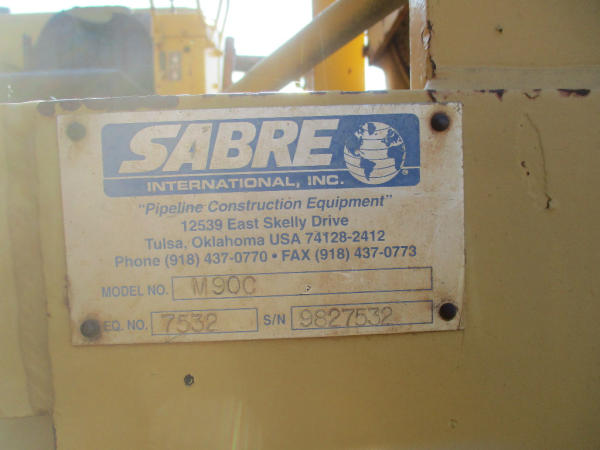 SABRE
INTERNATIONAL, INC.
®
"Pipeline Construction Equipment"
12539 East Skelly Drive
Tulsa, Oklahoma USA 74128-2412
Phone (918) 437-0770 • FAX (918) 437-0773
MODEL NO. M90C
EQ. NO. 7532 S/N 9827532